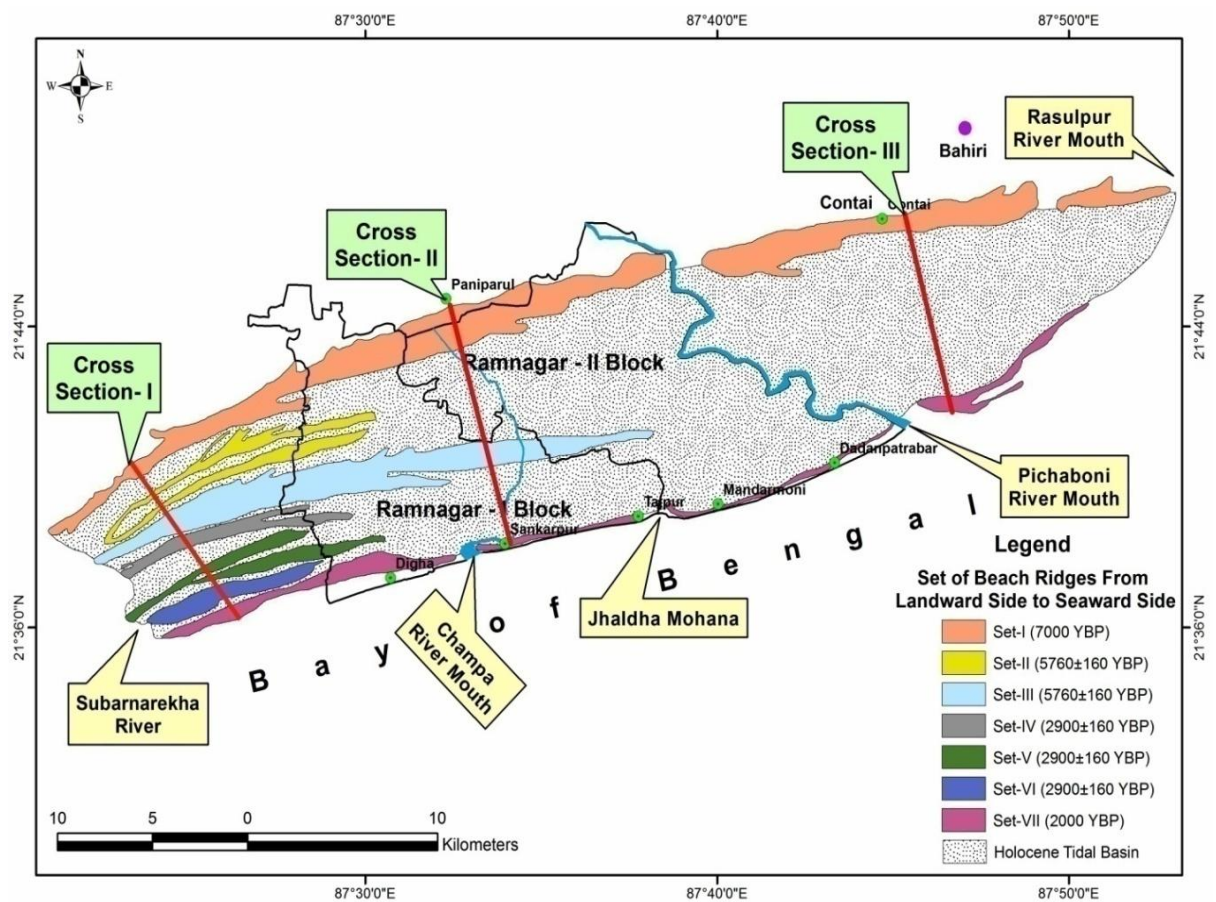 87°30'0"E
87°40'0"E
87°50'0"E
N
W
E
S
Cross
Section- III
Bahiri
Rasulpur
River Mouth
Contai
Contai
Cross
Section- II
Paniparul
21°44'0"N
21°44'0"N
Cross
Section- I
Ramnagar - II Block
Dadanpatrabar
Pichaboni
River Mouth
Ramnagar - I Block
Sankarpur
Tajpur
Mandarmoni
Digha
Jhaldha Mohana
Champa
River Mouth
Bay of Bengal
21°36'0"N
21°36'0"N
Subarnarekha
River
Legend
Set of Beach Ridges From
Landward Side to Seaward Side
Set-I (7000 YBP)
Set-II (5760±160 YBP)
Set-III (5760±160 YBP)
Set-IV (2900±160 YBP)
Set-V (2900±160 YBP)
Set-VI (2900±160 YBP)
Set-VII (2000 YBP)
Holocene Tidal Basin
10 5 0 10
Kilometers
87°30'0"E
87°40'0"E
87°50'0"E